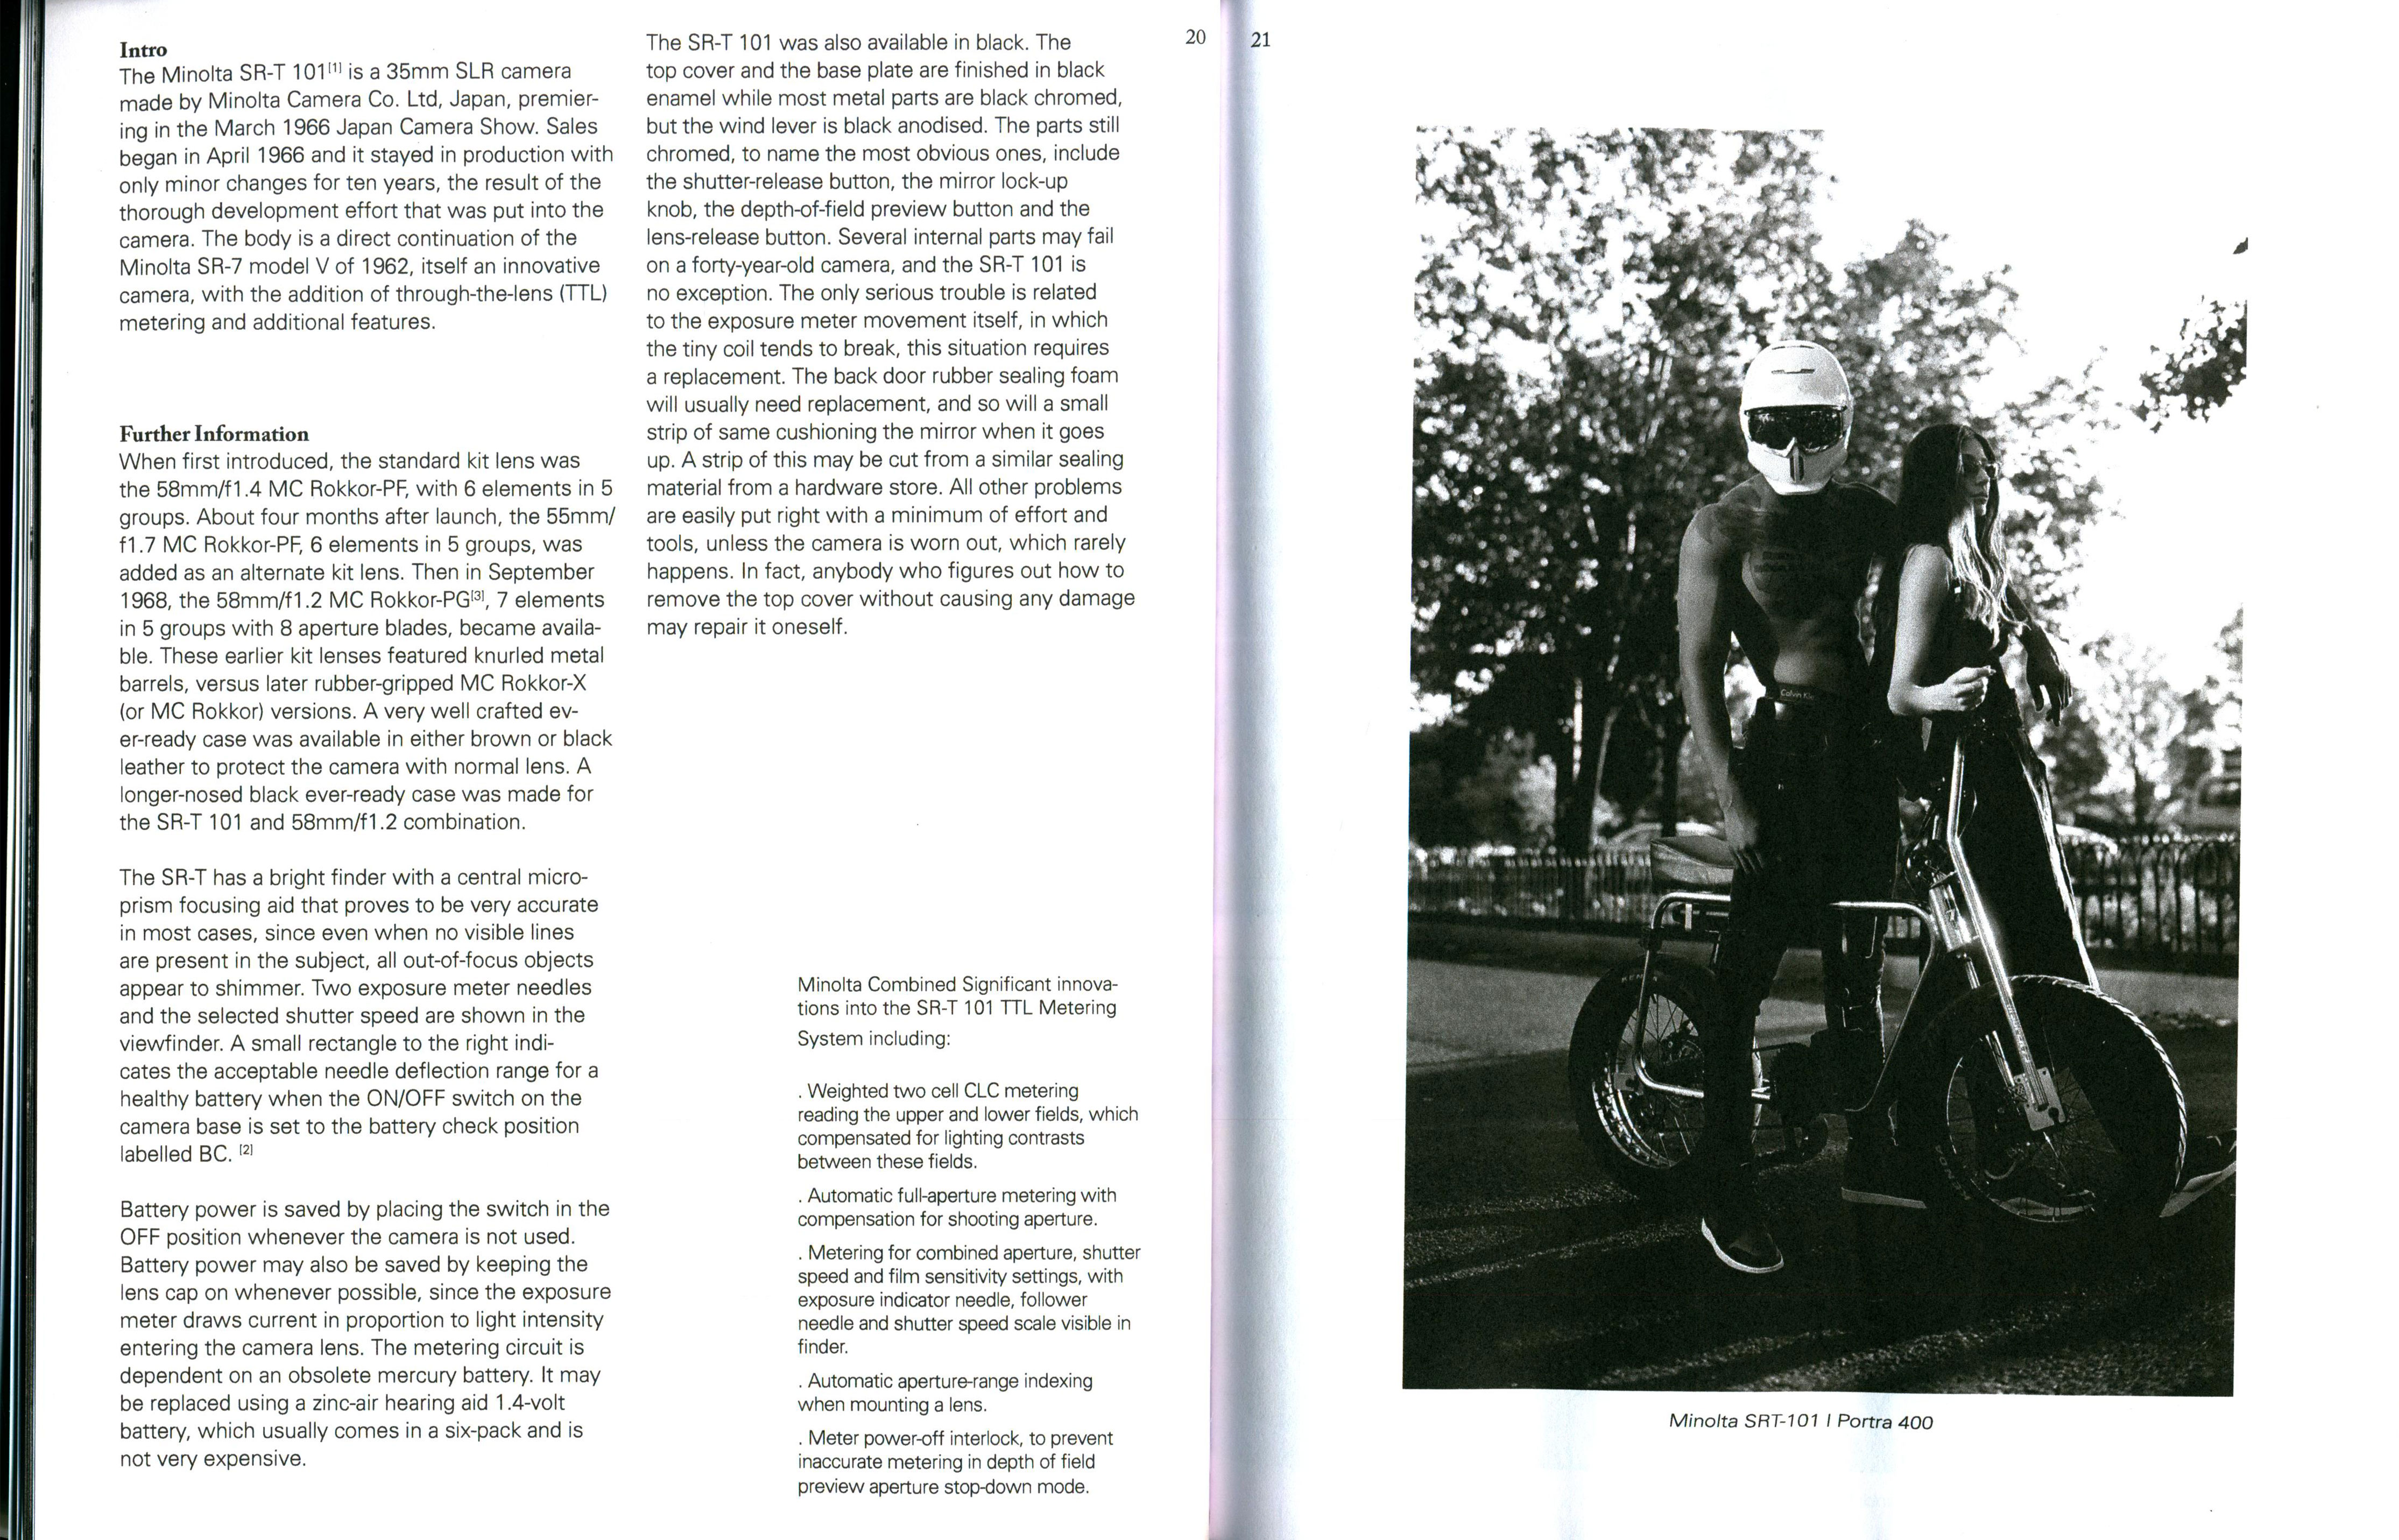 Intro
The Minolta SR-T 101[1] is a 35mm SLR camera
made by Minolta Camera Co. Ltd, Japan, premier-
ing in the March 1966 Japan Camera Show. Sales
began in April 1966 and it stayed in production with
only minor changes for ten years, the result of the
thorough development effort that was put into the
camera. The body is a direct continuation of the
Minolta SR-7 model V of 1962, itself an innovative
camera, with the addition of through-the-lens (TTL)
metering and additional features.
Further Information
When first introduced, the standard kit lens was
the 58mm/f1.4 MC Rokkor-PF, with 6 elements in 5
groups. About four months after launch, the 55mm/
f1.7 MC Rokkor-PF, 6 elements in 5 groups, was
added as an alternate kit lens. Then in September
1968, the 58mm/f1.2 MC Rokkor-PG[3], 7 elements
in 5 groups with 8 aperture blades, became availa-
ble. These earlier kit lenses featured knurled metal
barrels, versus later rubber-gripped MC Rokkor-X
(or MC Rokkor) versions. A very well crafted ev-
er-ready case was available in either brown or black
leather to protect the camera with normal lens. A
longer-nosed black ever-ready case was made for
the SR-T 101 and 58mm/f1.2 combination.
The SR-T has a bright finder with a central micro-
prism focusing aid that proves to be very accurate
in most cases, since even when no visible lines
are present in the subject, all out-of-focus objects
appear to shimmer. Two exposure meter needles
and the selected shutter speed are shown in the
viewfinder. A small rectangle to the right indi-
cates the acceptable needle deflection range for a
healthy battery when the ON/OFF switch on the
camera base is set to the battery check position
labelled BC. [2]
Battery power is saved by placing the switch in the
OFF position whenever the camera is not used.
Battery power may also be saved by keeping the
lens cap on whenever possible, since the exposure
meter draws current in proportion to light intensity
entering the camera lens. The metering circuit is
dependent on an obsolete mercury battery. It may
be replaced using a zinc-air hearing aid 1.4-volt
battery, which usually comes in a six-pack and is
not very expensive.
The SR-T 101 was also available in black. The
top cover and the base plate are finished in black
enamel while most metal parts are black chromed,
but the wind lever is black anodised. The parts still
chromed, to name the most obvious ones, include
the shutter-release button, the mirror lock-up
knob, the depth-of-field preview button and the
lens-release button. Several internal parts may fail
on a forty-year-old camera, and the SR-T 101 is
no exception. The only serious trouble is related
to the exposure meter movement itself, in which
the tiny coil tends to break, this situation requires
a replacement. The back door rubber sealing foam
will usually need replacement, and so will a small
strip of same cushioning the mirror when it goes
up. A strip of this may be cut from a similar sealing
material from a hardware store. All other problems
are easily put right with a minimum of effort and
tools, unless the camera is worn out, which rarely
happens. In fact, anybody who figures out how to
remove the top cover without causing any damage
may repair it oneself.
Minolta Combined Significant innova-
tions into the SR-T 101 TTL Metering
System including:
. Weighted two cell CLC metering
reading the upper and lower fields, which
compensated for lighting contrasts
between these fields.
. Automatic full-aperture metering with
compensation for shooting aperture.
. Metering for combined aperture, shutter
speed and film sensitivity settings, with
exposure indicator needle, follower
needle and shutter speed scale visible in
finder.
. Automatic aperture-range indexing
when mounting a lens.
. Meter power-off interlock, to prevent
inaccurate metering in depth of field
preview aperture stop-down mode.
20
21
Calvin Kle
KENDA
Minolta SRT-101 I Portra 400